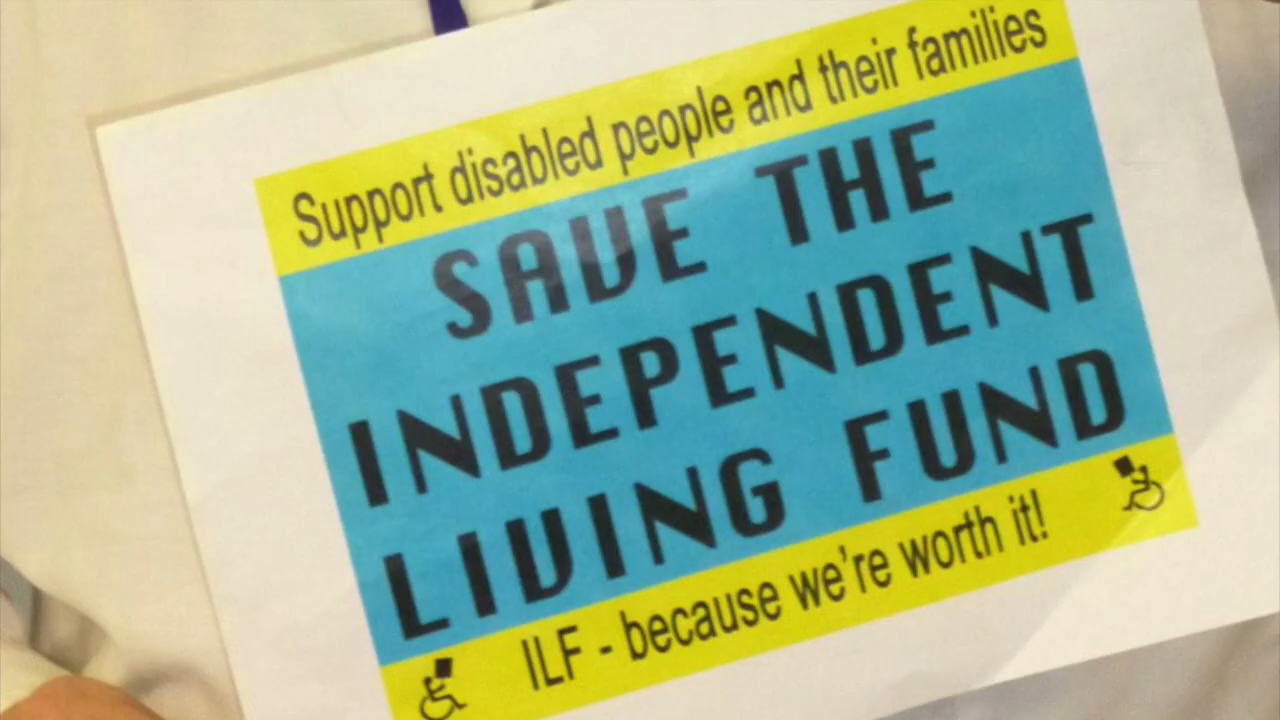 Support disabled people and their families
SAVE THE
INDEPENDENT
LIVING FUND
ILF - because we're worth it!